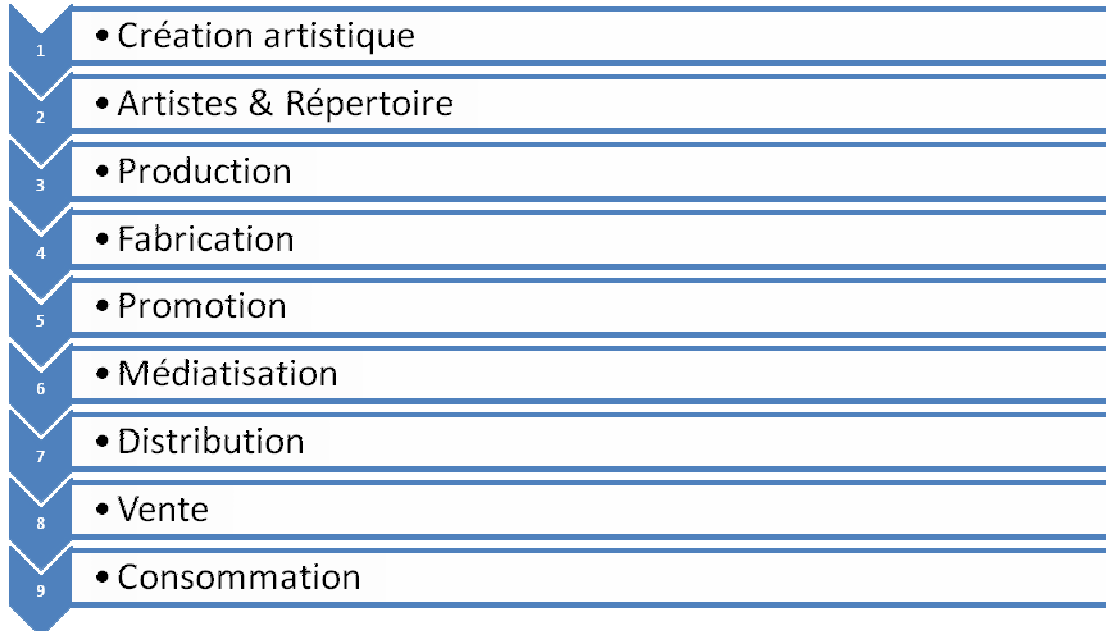 1 • Création artistique
2 • Artistes & Répertoire
3 • Production
4 • Fabrication
5 • Promotion
6 • Médiatisation
7 • Distribution
8 • Vente
9 • Consommation